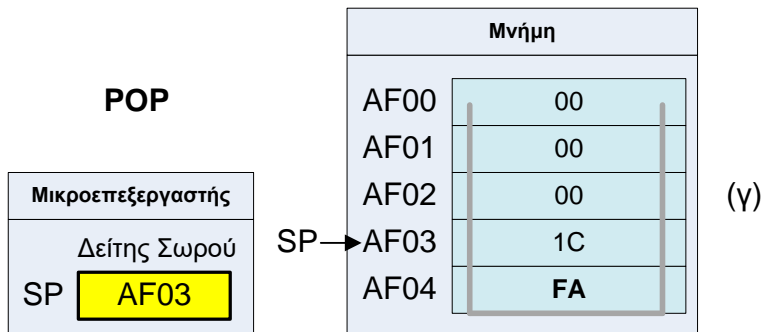 Μνήμη
POP
AF00 00
AF01 00
AF02 00
SP AF03 1C
AF04 FA
Μικροεπεξεργαστής
Δείτης Σωρού
SP AF03
(γ)